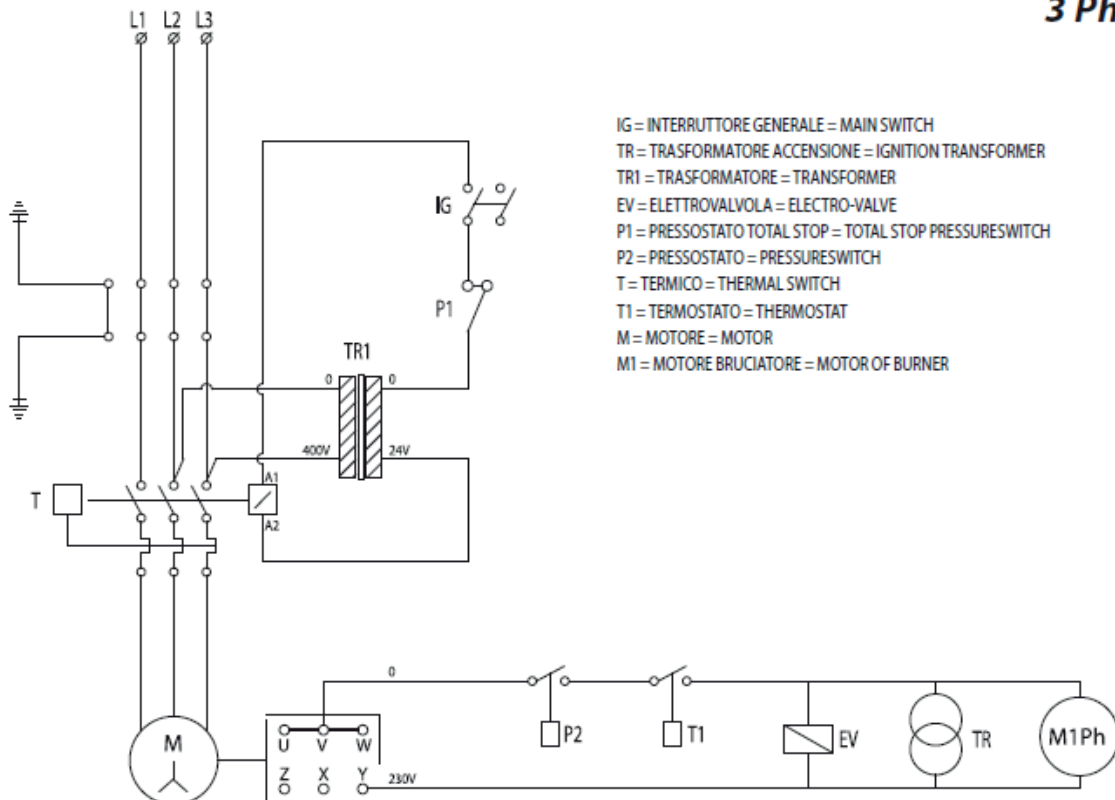 3 Ph
L1 L2 L3
IG = INTERRUTTORE GENERALE = MAIN SWITCH
TR = TRASFORMATORE ACCENSIONE = IGNITION TRANSFORMER
TR1 = TRASFORMATORE = TRANSFORMER
EV = ELETTROVALVOLA = ELECTRO-VALVE
P1 = PRESSOSTATO TOTAL STOP = TOTAL STOP PRESSURESWITCH
P2 = PRESSOSTATO = PRESSURESWITCH
T = TERMICO = THERMAL SWITCH
T1 = TERMOSTATO = THERMOSTAT
M = MOTORE = MOTOR
M1 = MOTORE BRUCIATORE = MOTOR OF BURNER
IG
P1
TR1
0 0
400V 24V
A1
T
A2
0
M
U V W
P2 T1 EV TR M1Ph
Z X Y 230V